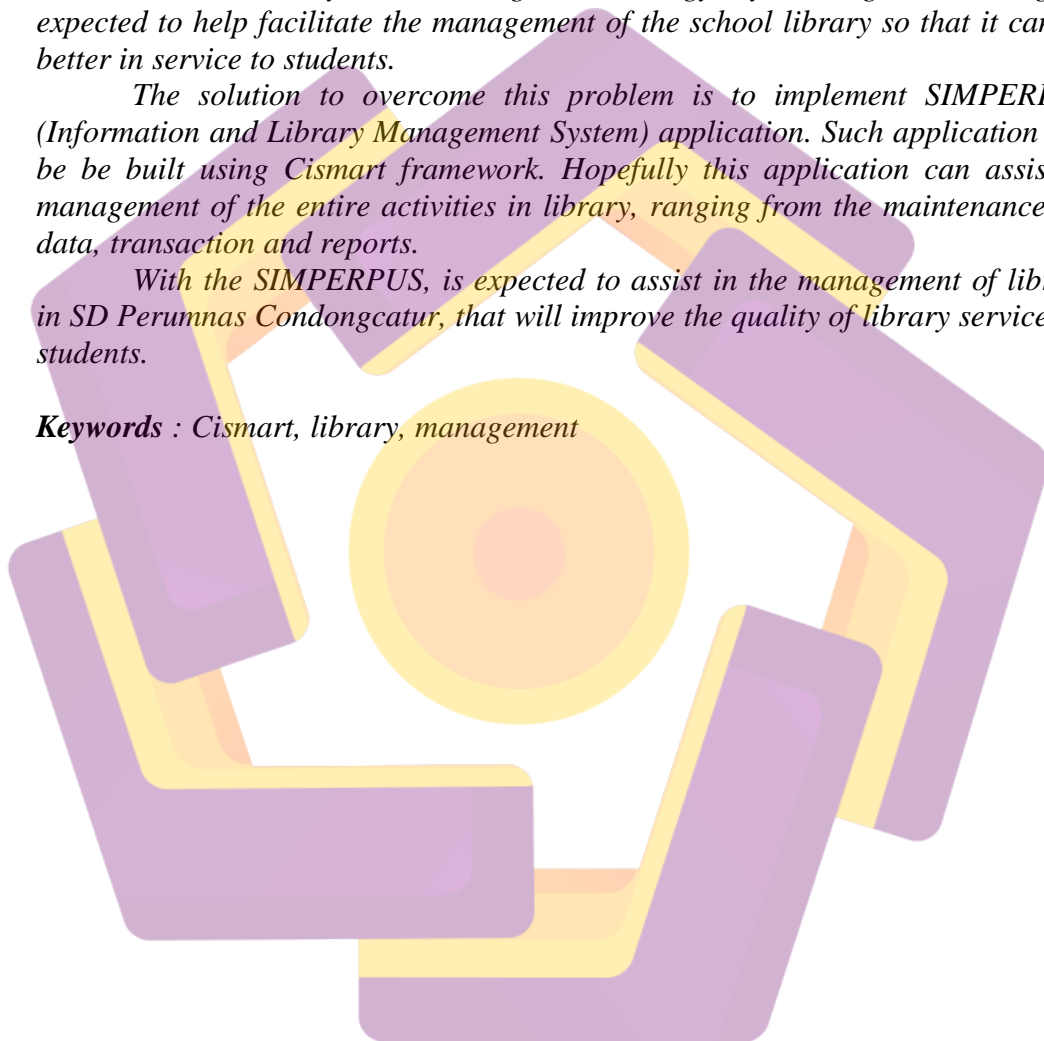 expected to help facilitate the management of the school library so that it can
better in service to students.
The solution to overcome this problem is to implement
(Information and Library Management System) application. Such application
be be built using Cismart framework. Hopefully this application can
management of the entire activities in library, ranging from the maintenance
data, transaction and reports.
With the SIMPERPUS, is expected to assist in the management of
in SD Perumnas Condongcatur, that will improve the quality of library
students.
Keywords : Cismart, library, management